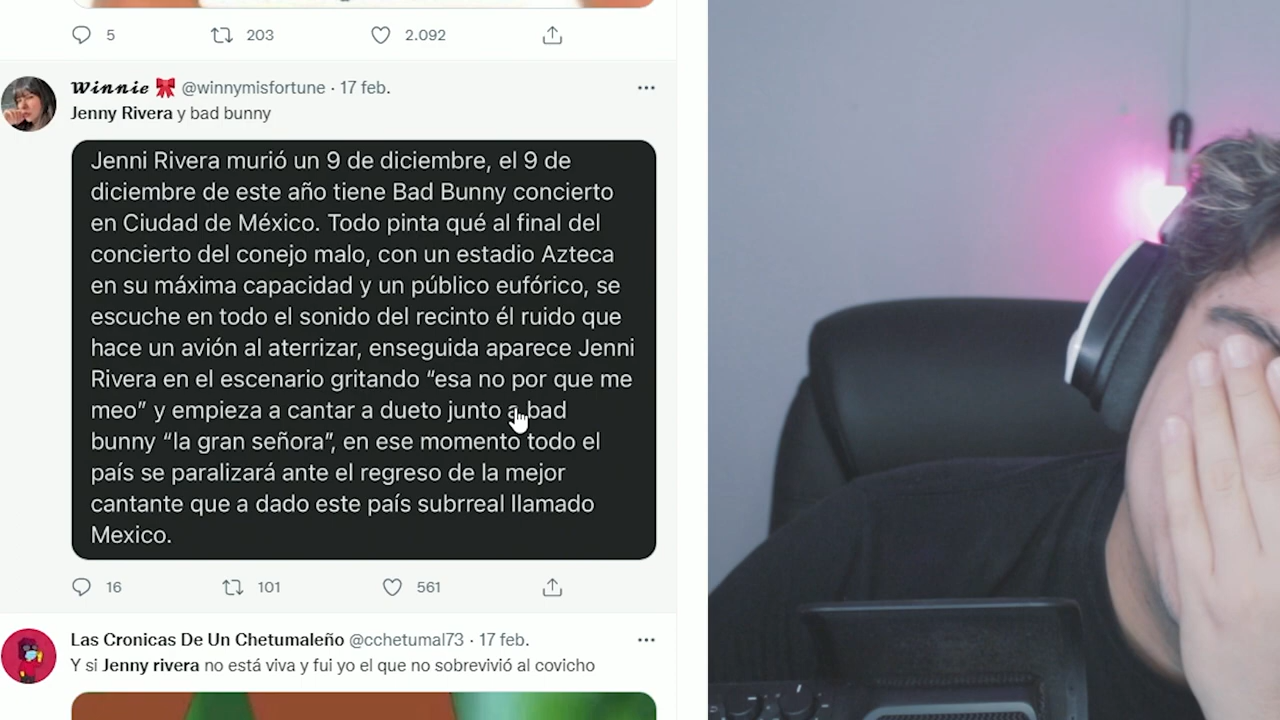 5 203 2.092
Winnie 🎀 @winnymisfortune · 17 feb.
Jenny Rivera y bad bunny
Jenni Rivera murió un 9 de diciembre, el 9 de
diciembre de este año tiene Bad Bunny concierto
en Ciudad de México. Todo pinta qué al final del
concierto del conejo malo, con un estadio Azteca
en su máxima capacidad y un público eufórico, se
escuche en todo el sonido del recinto él ruido que
hace un avión al aterrizar, enseguida aparece Jenni
Rivera en el escenario gritando “esa no por que me
meo” y empieza a cantar a dueto junto a bad
bunny “la gran señora”, en ese momento todo el
país se paralizará ante el regreso de la mejor
cantante que a dado este país subrreal llamado
Mexico.
16 101 561
Las Cronicas De Un Chetumaleño @cchetumal73 · 17 feb.
Y si Jenny rivera no está viva y fui yo el que no sobrevivió al covicho